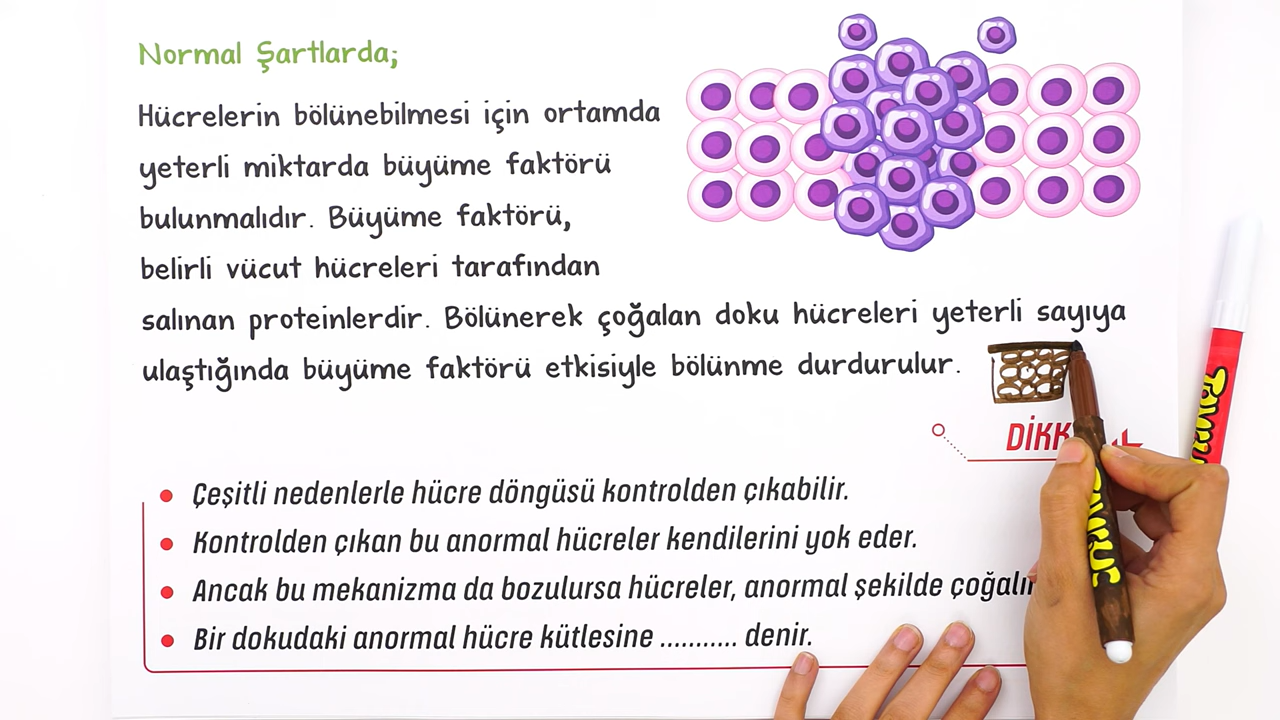 Normal Şartlarda;
Hücrelerin bölünebilmesi için ortamda
yeterli miktarda büyüme faktörü
bulunmalıdır. Büyüme faktörü,
belirli vücut hücreleri tarafından
salınan proteinlerdir. Bölünerek çoğalan doku hücreleri yeterli sayıya
ulaştığında büyüme faktörü etkisiyle bölünme durdurulur.
• Çeşitli nedenlerle hücre döngüsü kontrolden çıkabilir.
• Kontrolden çıkan bu anormal hücreler kendilerini yok eder.
• Ancak bu mekanizma da bozulursa hücreler, anormal şekilde
• Bir dokudaki anormal hücre kütlesine ........... denir.